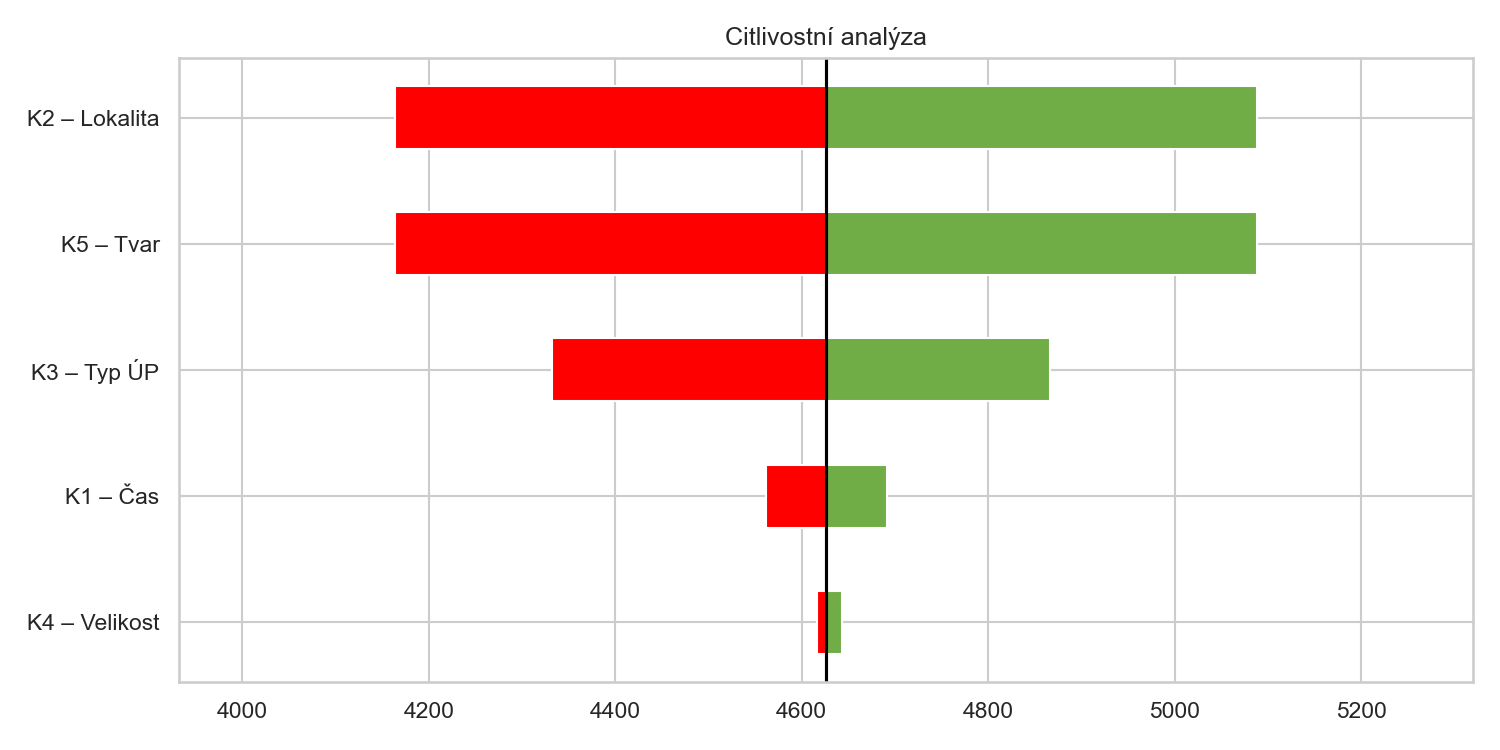 Citlivostní analýza
K2 – Lokalita
K5 – Tvar
K3 – Typ ÚP
K1 – Čas
K4 – Velikost
4000 4200 4400 4600 4800 5000 5200